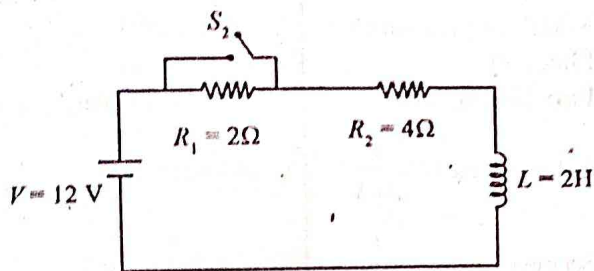 S₂
R₁ = 2Ω
R₂ = 4Ω
V = 12 V
L = 2H